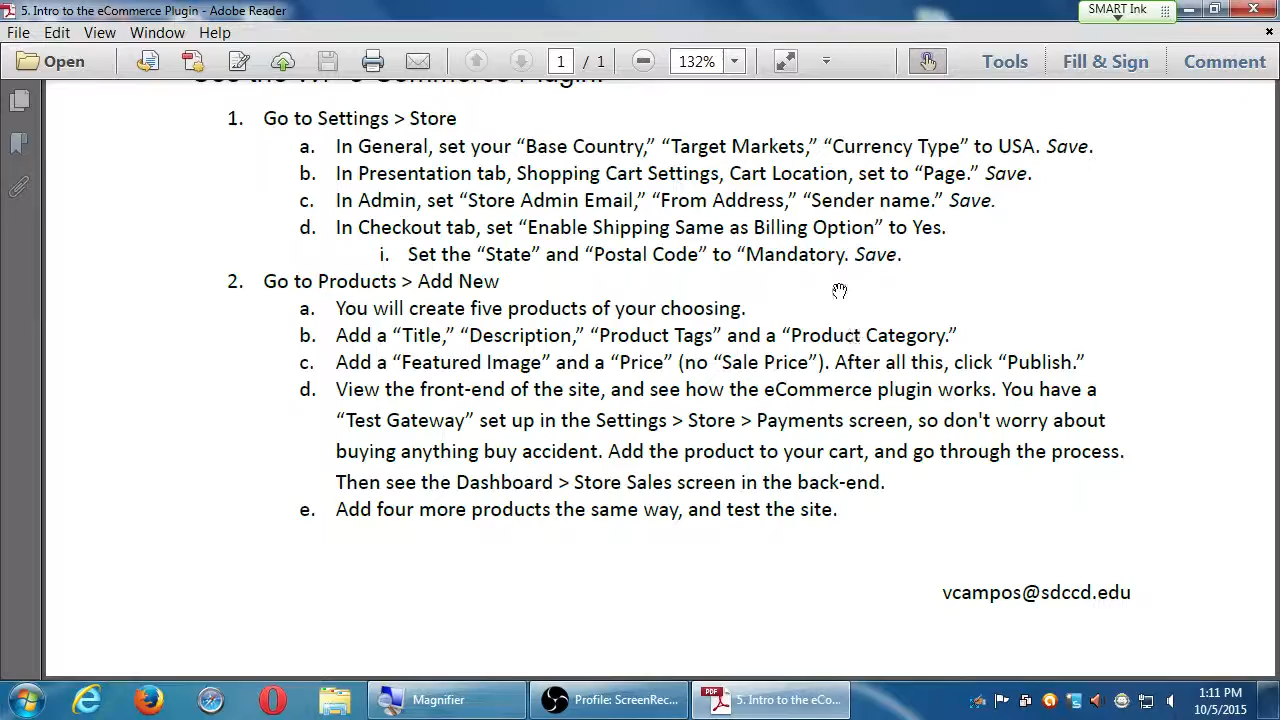 5. Intro to the eCommerce Plugin - Adobe Reader
SMART Ink
File Edit View Window Help
Open 1 / 1 132% Tools Fill & Sign Comment
1. Go to Settings > Store
a. In General, set your “Base Country,” “Target Markets,” “Currency Type” to USA. Save.
b. In Presentation tab, Shopping Cart Settings, Cart Location, set to “Page.” Save.
c. In Admin, set “Store Admin Email,” “From Address,” “Sender name.” Save.
d. In Checkout tab, set “Enable Shipping Same as Billing Option” to Yes.
i. Set the “State” and “Postal Code” to “Mandatory. Save.
2. Go to Products > Add New
a. You will create five products of your choosing.
b. Add a “Title,” “Description,” “Product Tags” and a “Product Category.”
c. Add a “Featured Image” and a “Price” (no “Sale Price”). After all this, click “Publish.”
d. View the front-end of the site, and see how the eCommerce plugin works. You have a
“Test Gateway” set up in the Settings > Store > Payments screen, so don't worry about
buying anything buy accident. Add the product to your cart, and go through the process.
Then see the Dashboard > Store Sales screen in the back-end.
e. Add four more products the same way, and test the site.
vcampos@sdccd.edu
Magnifier Profile: ScreenRec... 5. Intro to the eCo...
1:11 PM
10/5/2015